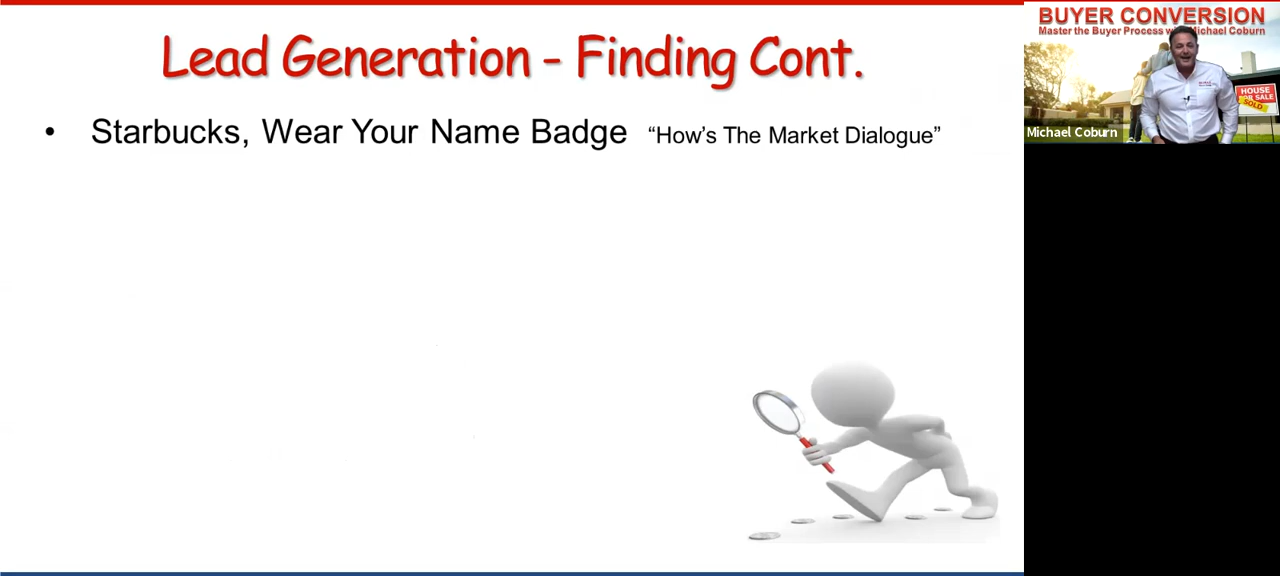 Lead Generation - Finding Cont.
• Starbucks, Wear Your Name Badge “How’s The Market Dialogue”
BUYER CONVERSION
Master the Buyer Process with Michael Coburn
HOUSE
FOR SALE
SOLD
Michael Coburn